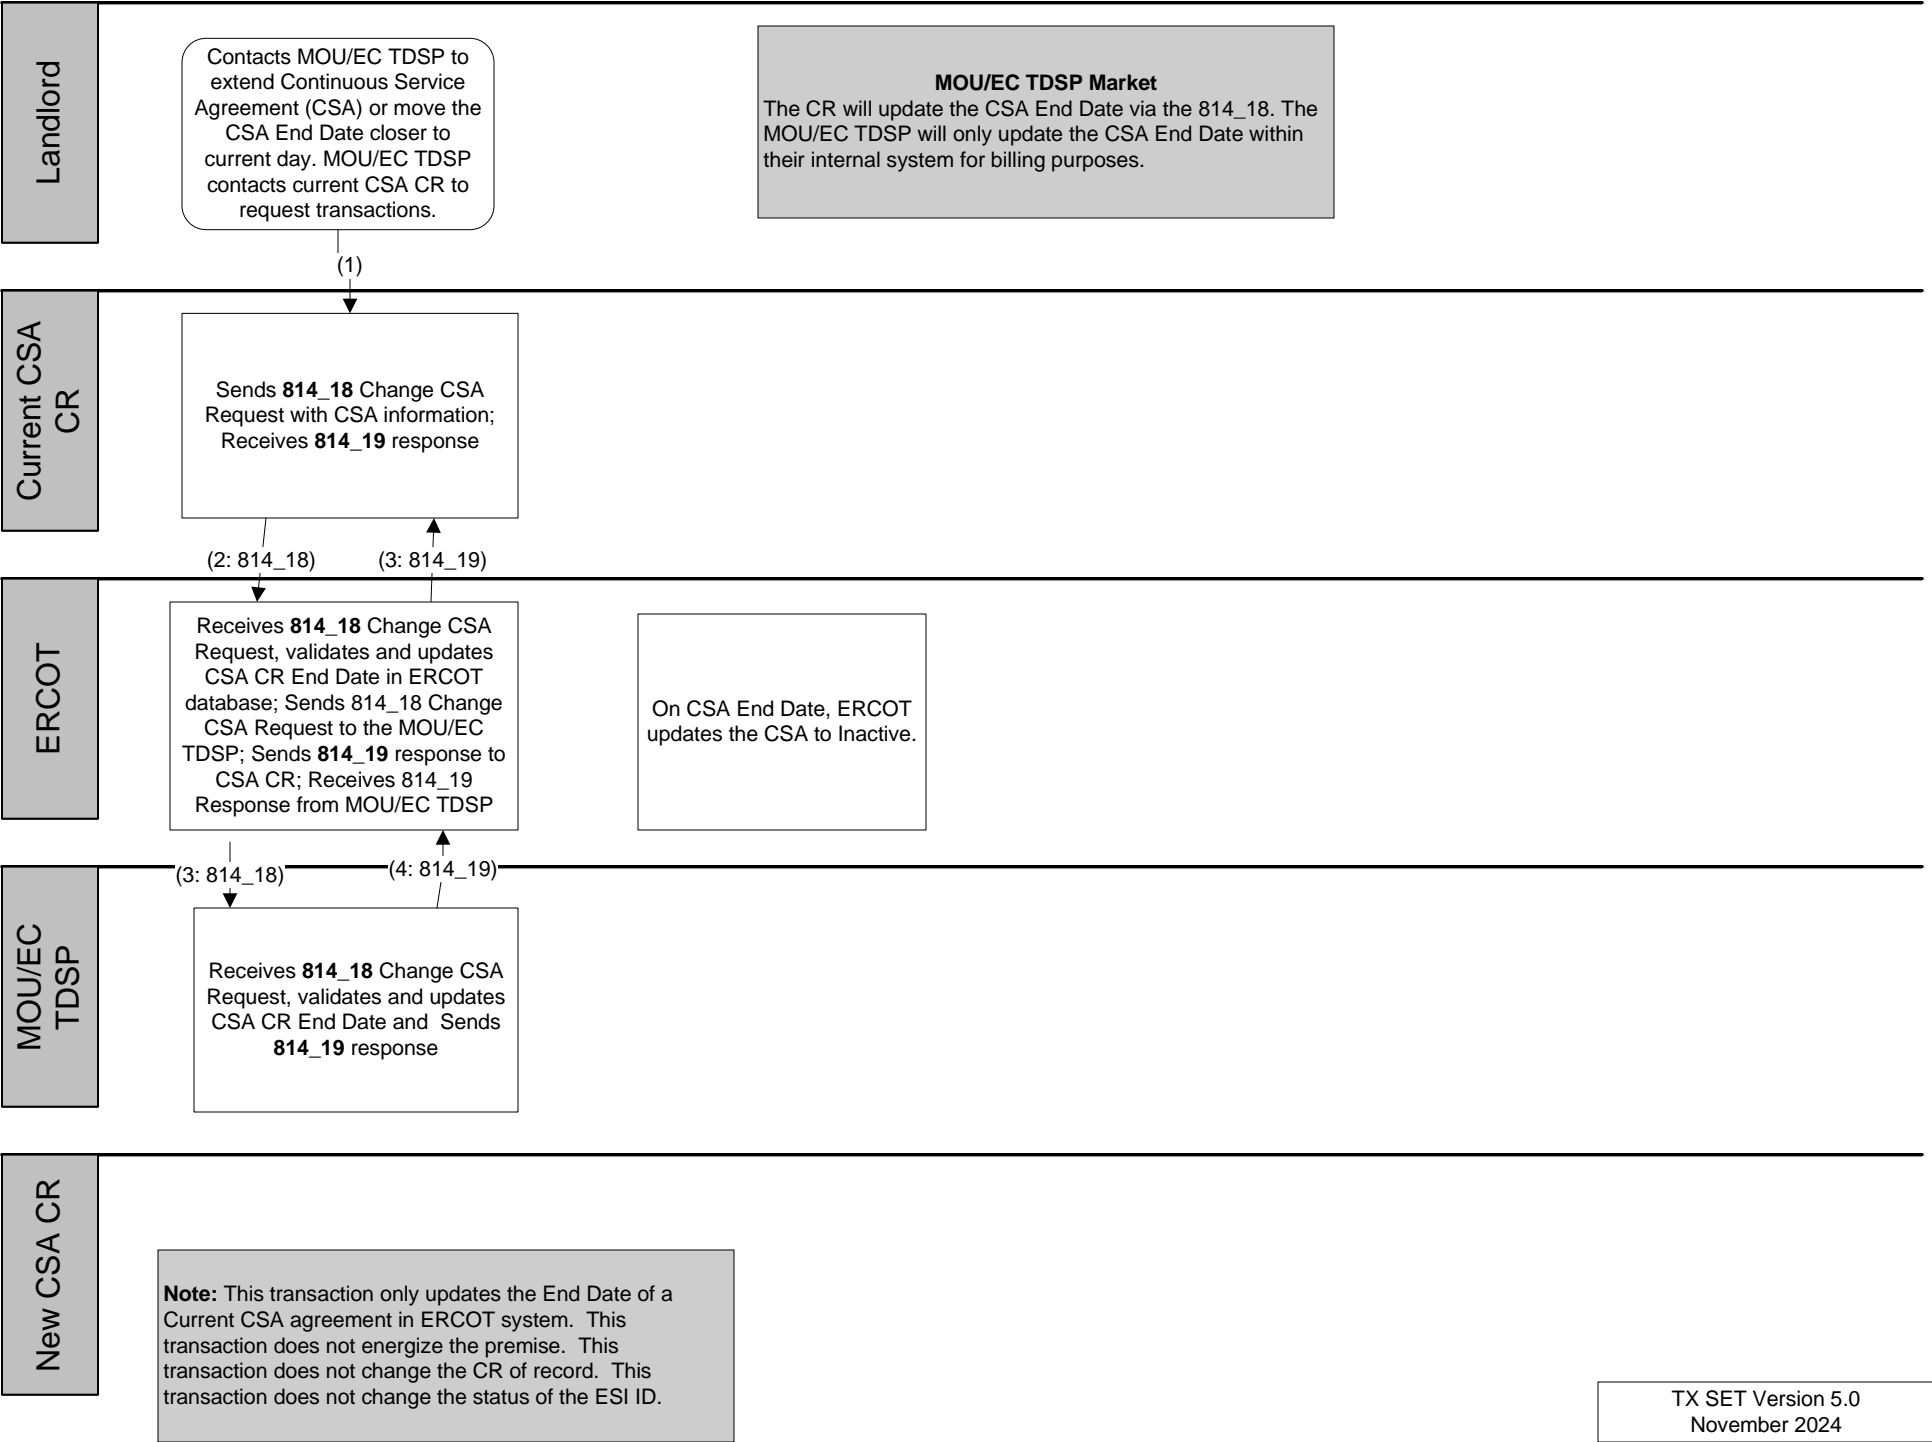 Landlord
Contacts MOU/EC TDSP to
extend Continuous Service
Agreement (CSA) or move the
CSA End Date closer to
current day. MOU/EC TDSP
contacts current CSA CR to
request transactions.
MOU/EC TDSP Market
The CR will update the CSA End Date via the 814_18. The
MOU/EC TDSP will only update the CSA End Date within
their internal system for billing purposes.
(1)
Current CSA
CR
Sends 814_18 Change CSA
Request with CSA information;
Receives 814_19 response
(2: 814_18)
(3: 814_19)
ERCOT
Receives 814_18 Change CSA
Request, validates and updates
CSA CR End Date in ERCOT
database; Sends 814_18 Change
CSA Request to the MOU/EC
TDSP; Sends 814_19 response to
CSA CR; Receives 814_19
Response from MOU/EC TDSP
On CSA End Date, ERCOT
updates the CSA to Inactive.
(3: 814_18)
(4: 814_19)
MOU/EC
TDSP
Receives 814_18 Change CSA
Request, validates and updates
CSA CR End Date and  Sends
814_19 response
New CSA CR
Note: This transaction only updates the End Date of a
Current CSA agreement in ERCOT system.  This
transaction does not energize the premise.  This
transaction does not change the CR of record.  This
transaction does not change the status of the ESI ID.
TX SET Version 5.0
November 2024